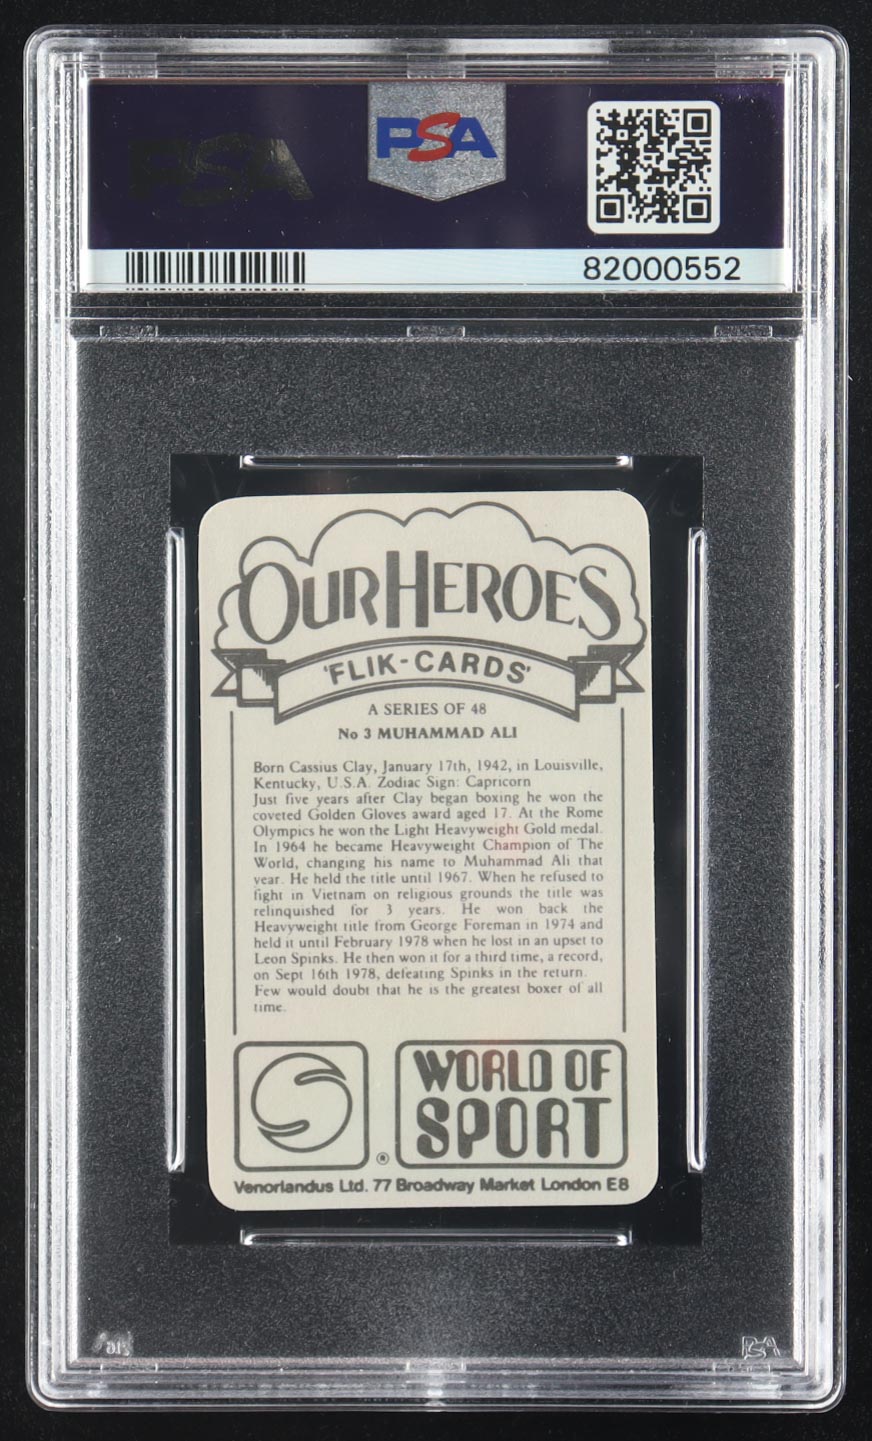 PSA
PSA
82000552
OUR HEROES
'FLIK-CARDS'
A SERIES OF 48
No 3 MUHAMMAD ALI
Born Cassius Clay, January 17th, 1942, in Louisville,
Kentucky, U.S.A. Zodiac Sign: Capricorn
Just five years after Clay began boxing he won the
coveted Golden Gloves award aged 17. At the Rome
Olympics he won the Light Heavyweight Gold medal.
In 1964 he became Heavyweight Champion of The
World, changing his name to Muhammad Ali that
year. He held the title until 1967. When he refused to
fight in Vietnam on religious grounds the title was
relinquished for 3 years. He won back the
Heavyweight title from George Foreman in 1974 and
held it until February 1978 when he lost in an upset to
Leon Spinks. He then won it for a third time, a record,
on Sept 16th 1978, defeating Spinks in the return.
Few would doubt that he is the greatest boxer of all
time.
WORLD OF
SPORT
®
Venorlandus Ltd. 77 Broadway Market London E8
PSA